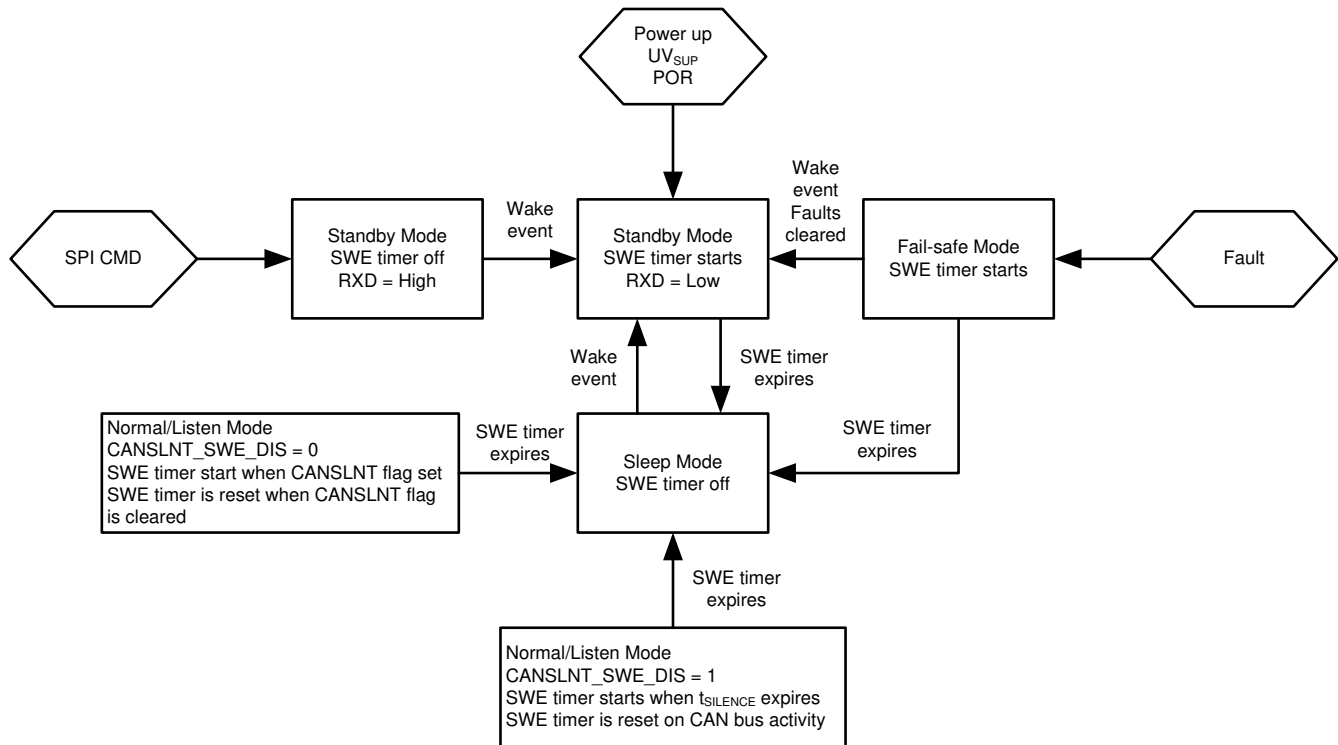 Power up
UVSUP
POR
SPI CMD
Standby Mode
SWE timer off
RXD = High
Wake
event
Standby Mode
SWE timer starts
RXD = Low
Wake
event
Faults
cleared
Fail-safe Mode
SWE timer starts
Fault
Wake
event
SWE timer
expires
Normal/Listen Mode
CANSLNT_SWE_DIS = 0
SWE timer start when CANSLNT flag set
SWE timer is reset when CANSLNT flag
is cleared
SWE timer
expires
Sleep Mode
SWE timer off
SWE timer
expires
SWE timer
expires
Normal/Listen Mode
CANSLNT_SWE_DIS = 1
SWE timer starts when tSILENCE expires
SWE timer is reset on CAN bus activity